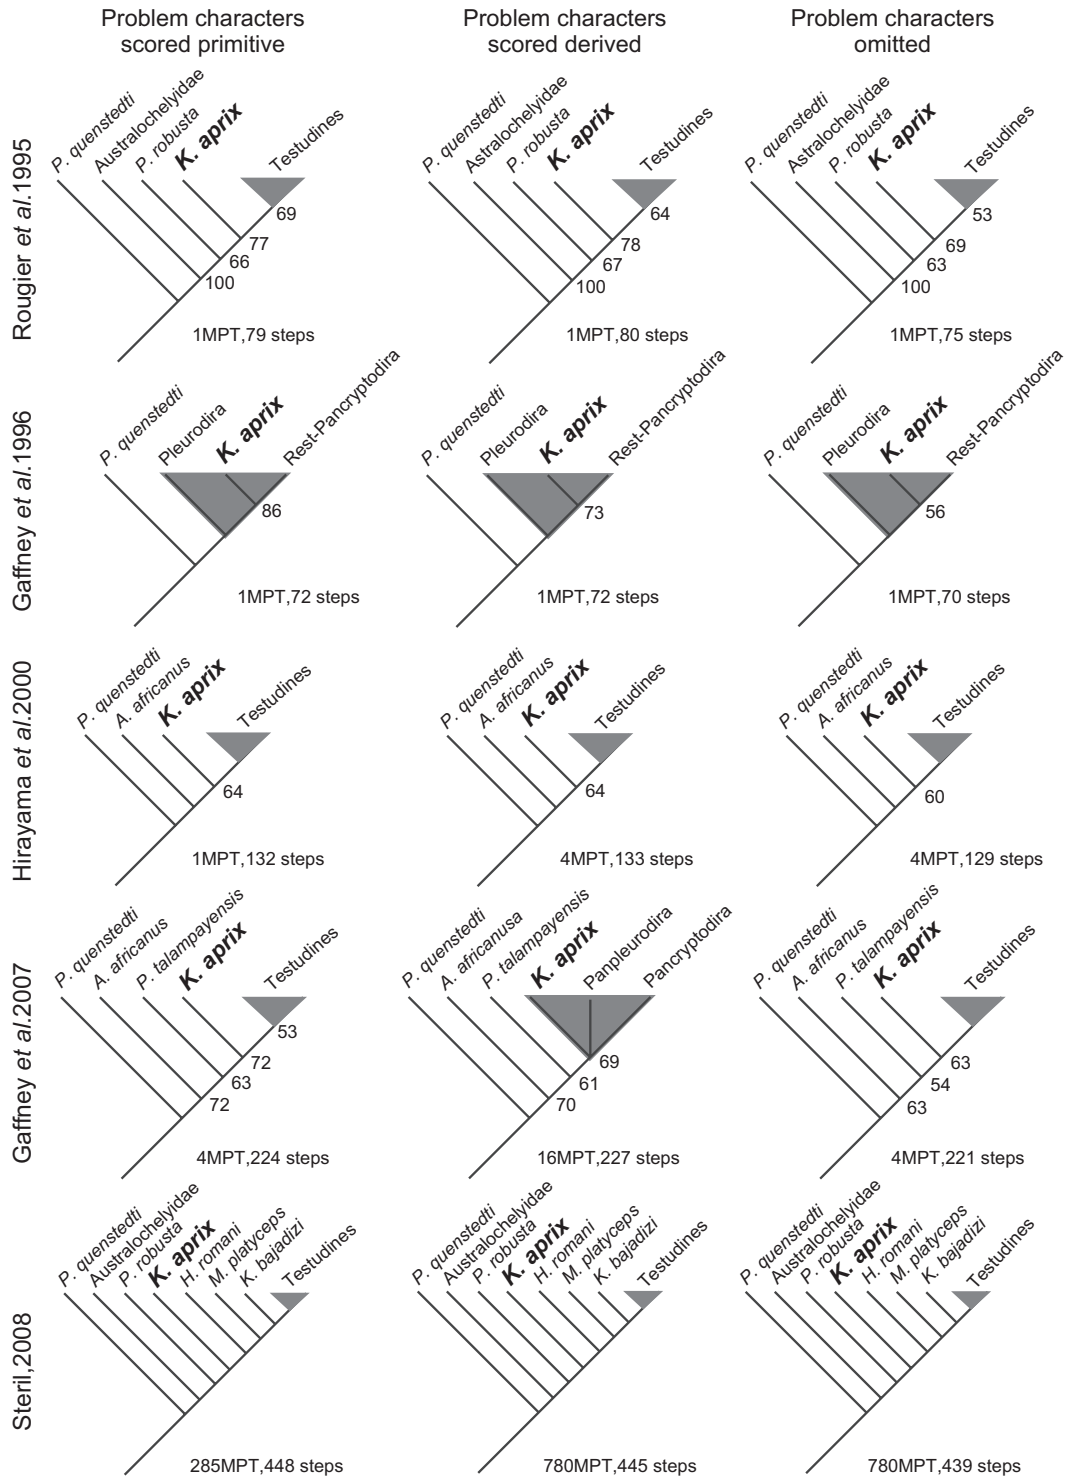 Problem characters
scored primitive
Problem characters
scored derived
Problem characters
omitted
Rougier et al.1995
P. quenstedti
Australochelyidae
P. robusta
K. aprix
Testudines
69
77
66
100
1MPT,79 steps
P. quenstedti
Astralochelyidae
P. robusta
K. aprix
Testudines
64
78
67
100
1MPT,80 steps
P. quenstedti
Astralochelyidae
P. robusta
K. aprix
Testudines
53
69
63
100
1MPT,75 steps
Gaffney et al.1996
P. quenstedti
Pleurodira
K. aprix
Rest-Pancryptodira
86
1MPT,72 steps
P. quenstedti
Pleurodira
K. aprix
Rest-Pancryptodira
73
1MPT,72 steps
P. quenstedti
Pleurodira
K. aprix
Rest-Pancryptodira
56
1MPT,70 steps
Hirayama et al.2000
P. quenstedti
A. africanus
K. aprix
Testudines
64
1MPT,132 steps
P. quenstedti
A. africanus
K. aprix
Testudines
64
4MPT,133 steps
P. quenstedti
A. africanus
K. aprix
Testudines
60
4MPT,129 steps
Gaffney et al.2007
P. quenstedti
A. africanus
P. talampayensis
K. aprix
Testudines
53
72
63
72
4MPT,224 steps
P. quenstedti
A. africanusa
P. talampayensis
K. aprix
Panpleurodira
Pancryptodira
69
61
70
16MPT,227 steps
P. quenstedti
A. africanus
P. talampayensis
K. aprix
Testudines
63
54
63
4MPT,221 steps
Steril,2008
P. quenstedti
Australochelyidae
P. robusta
K. aprix
H. romani
M. platyceps
K. bajadizi
Testudines
285MPT,448 steps
P. quenstedti
Australochelyidae
P. robusta
K. aprix
H. romani
M. platyceps
K. bajadizi
Testudines
780MPT,445 steps
P. quenstedti
Australochelyidae
P. robusta
K. aprix
H. romani
M. platyceps
K. bajadizi
Testudines
780MPT,439 steps